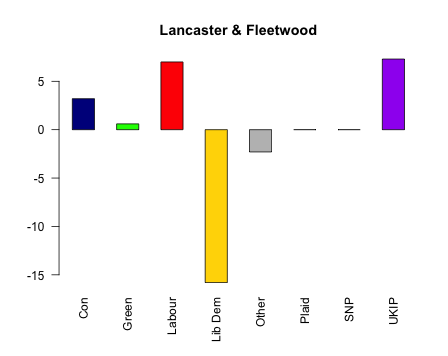 Lancaster & Fleetwood
5
0
-5
-10
-15
Con
Green
Labour
Lib Dem
Other
Plaid
SNP
UKIP